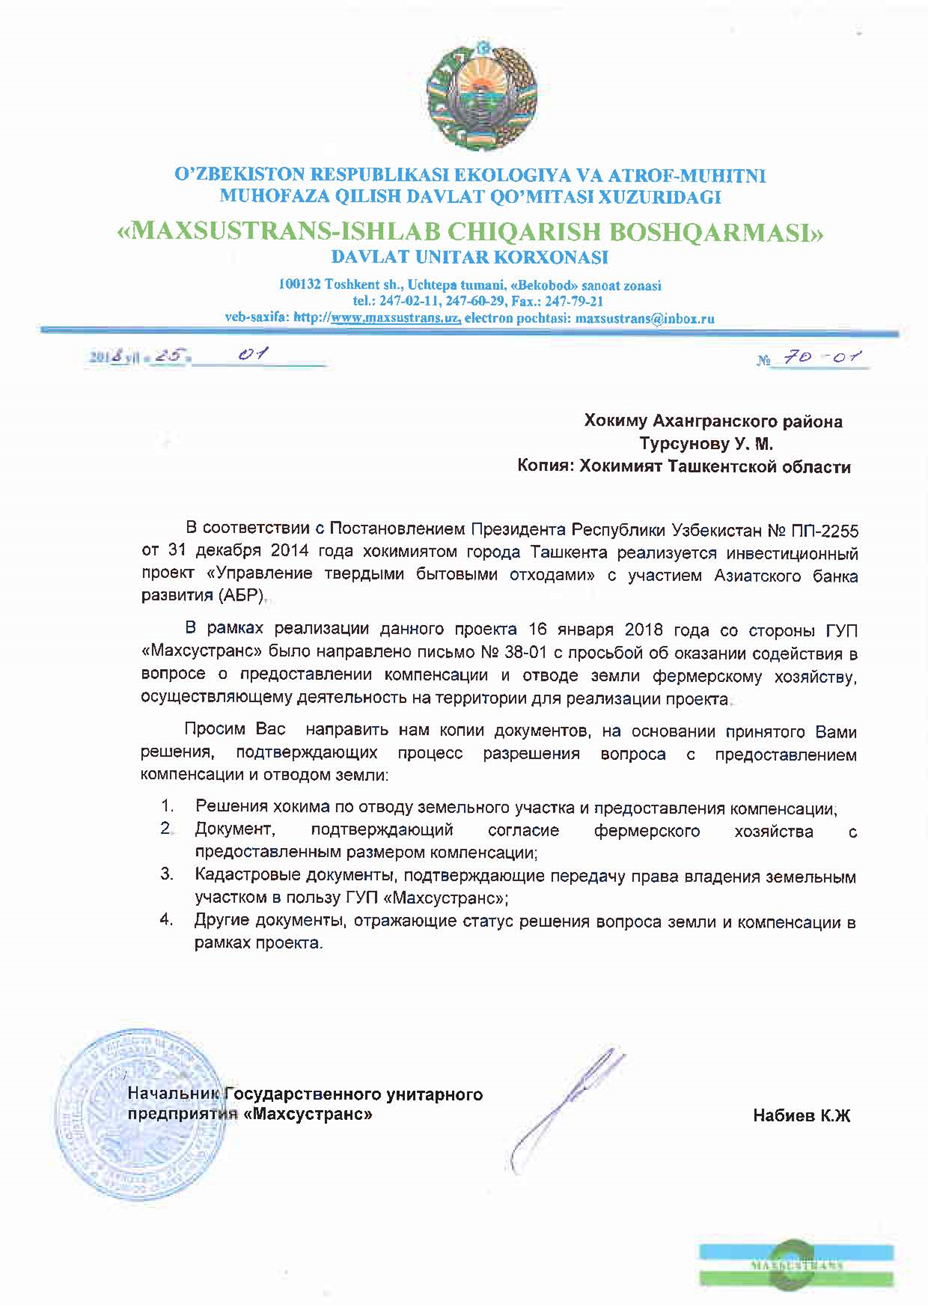 O'ZBEKISTON RESPUBLIKASI EKOLOGIYA VA ATROF-MUHITNI
MUHOFAZA QILISH DAVLAT QO'MITASI XUZURIDAGI
«MAXSUSTRANS-ISHLAB CHIQARISH BOSHQARMASI»
DAVLAT UNITAR KORXONASI
100132 Toshkent sh., Uchtepa tumani, «Bekobod» sanoat zonasi
tel.: 247-02-11, 247-60-29, Fax.: 247-79-21
veb-saxifa: http://www.maxsustrans.uz, electron pochtasi: maxsustrans@inbox.ru
2018 yil «25» 01
№ 70-01
Хокиму Ахангранского района
Турсунову У. М.
Копия: Хокимият Ташкентской области
В соответствии с Постановлением Президента Республики Узбекистан № ПП-2255
от 31 декабря 2014 года хокимиятом города Ташкента реализуется инвестиционный
проект «Управление твердыми бытовыми отходами» с участием Азиатского банка
развития (АБР).
В рамках реализации данного проекта 16 января 2018 года со стороны ГУП
«Махсустранс» было направлено письмо № 38-01 с просьбой об оказании содействия в
вопросе о предоставлении компенсации и отводе земли фермерскому хозяйству,
осуществляющему деятельность на территории для реализации проекта.
Просим Вас направить нам копии документов, на основании принятого Вами
решения, подтверждающих процесс разрешения вопроса с предоставлением
компенсации и отводом земли:
1. Решения хокима по отводу земельного участка и предоставления компенсации;
2. Документ, подтверждающий согласие фермерского хозяйства с
предоставленным размером компенсации;
3. Кадастровые документы, подтверждающие передачу права владения земельным
участком в пользу ГУП «Махсустранс»;
4. Другие документы, отражающие статус решения вопроса земли и компенсации в
рамках проекта.
Начальник Государственного унитарного
предприятия «Махсустранс»
Набиев К.Ж
MAXSUSTRANS